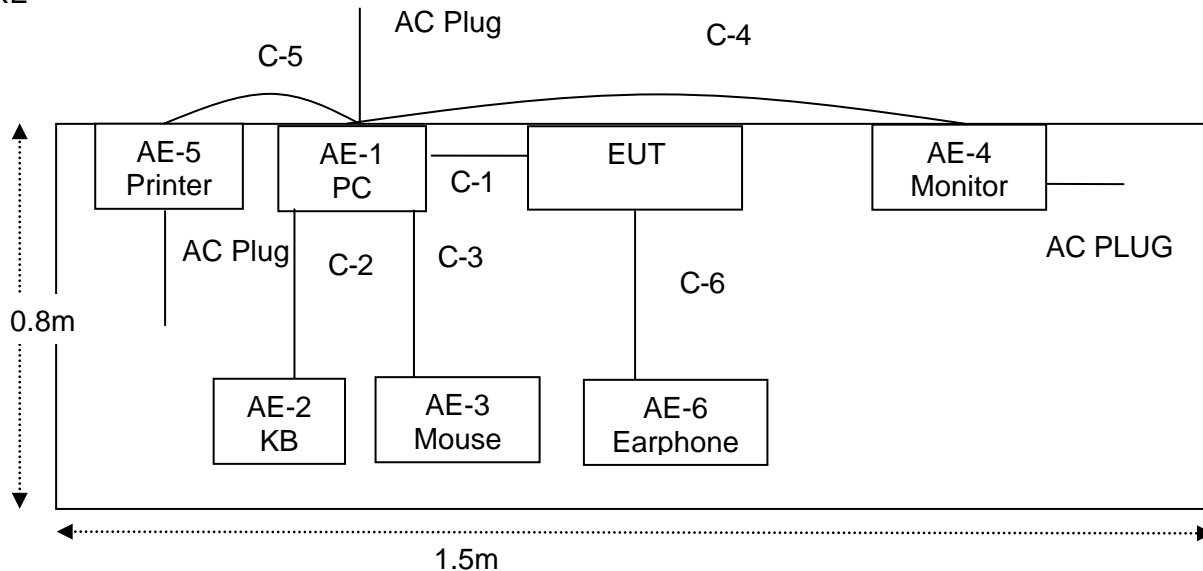 AC Plug
C-4
C-5
AE-5
Printer
AE-1
PC
C-1
EUT
AE-4
Monitor
AC Plug
C-2
C-3
C-6
AC PLUG
0.8m
AE-2
KB
AE-3
Mouse
AE-6
Earphone
1.5m